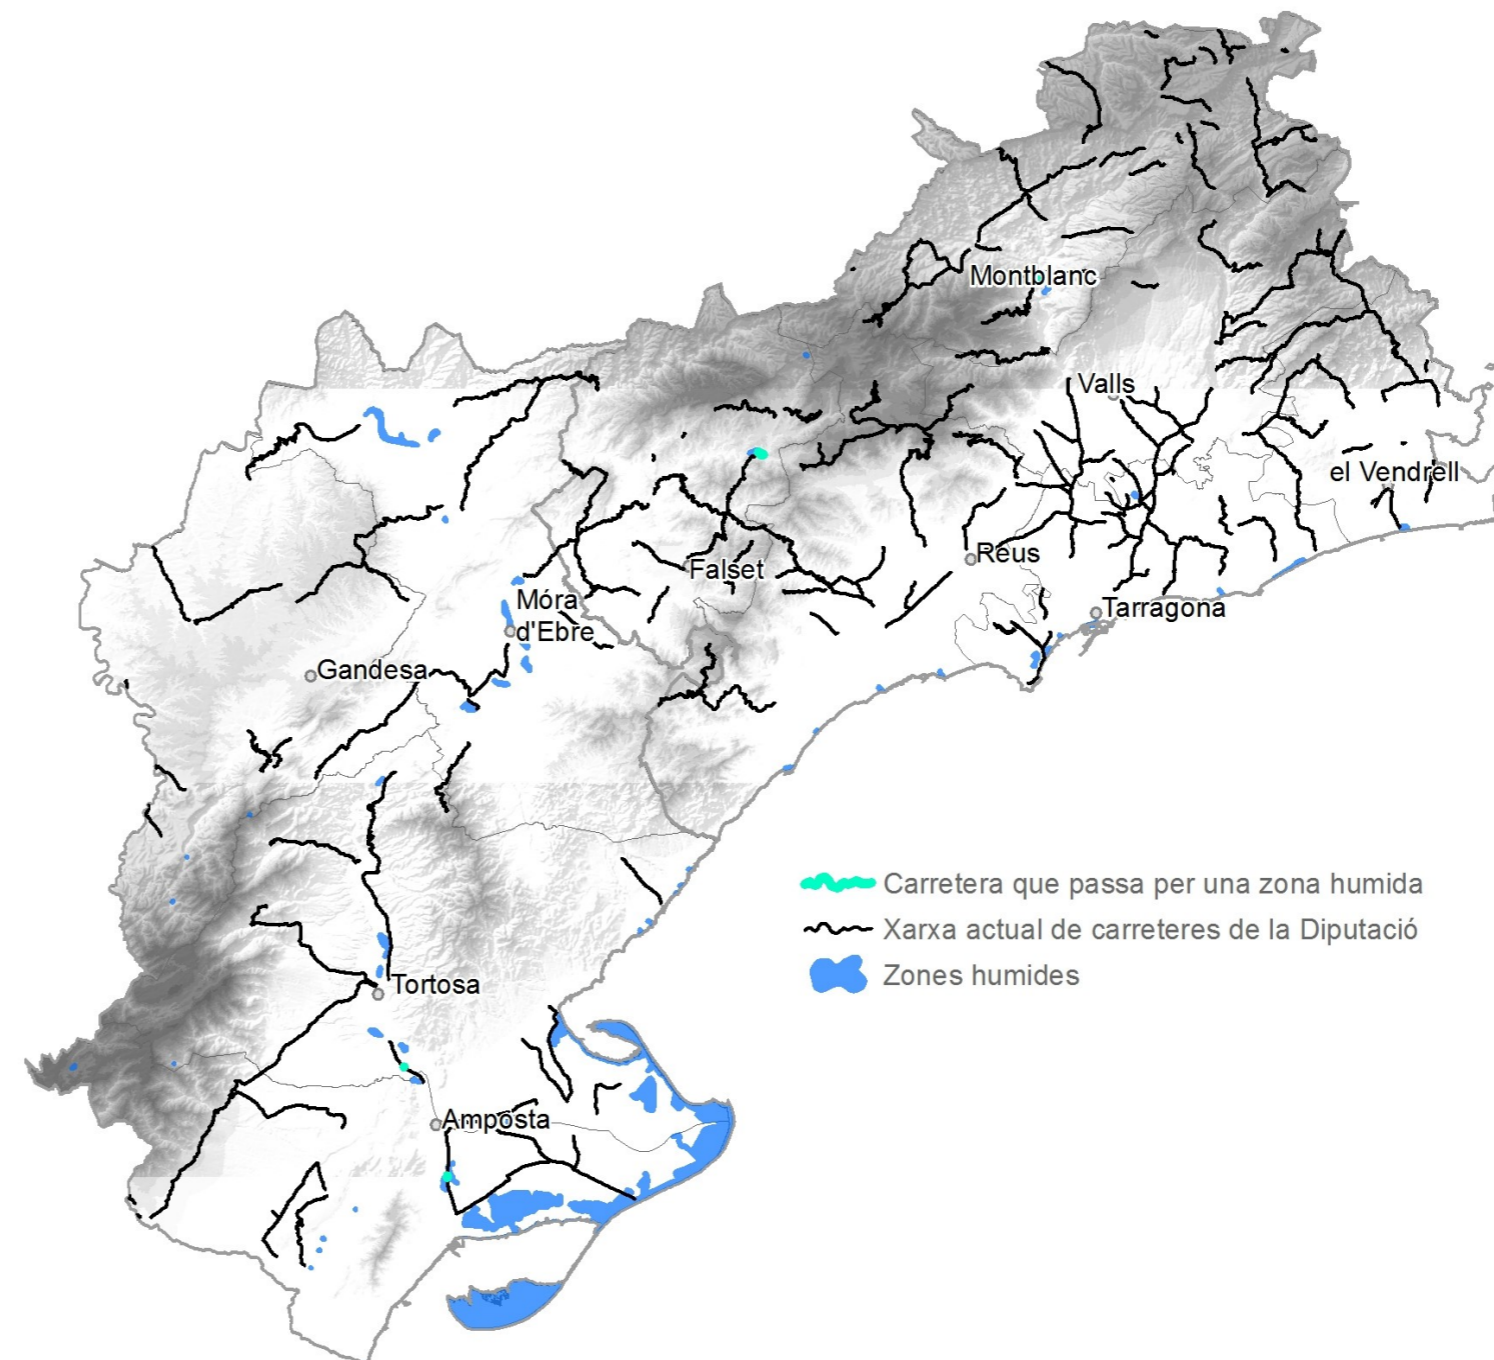 Montblanc
Valls
el Vendrell
Reus
Falset
Móra
d'Ebre
Tarragona
Gandesa
Carretera que passa per una zona humida
Xarxa actual de carreteres de la Diputació
Zones humides
Tortosa
Amposta